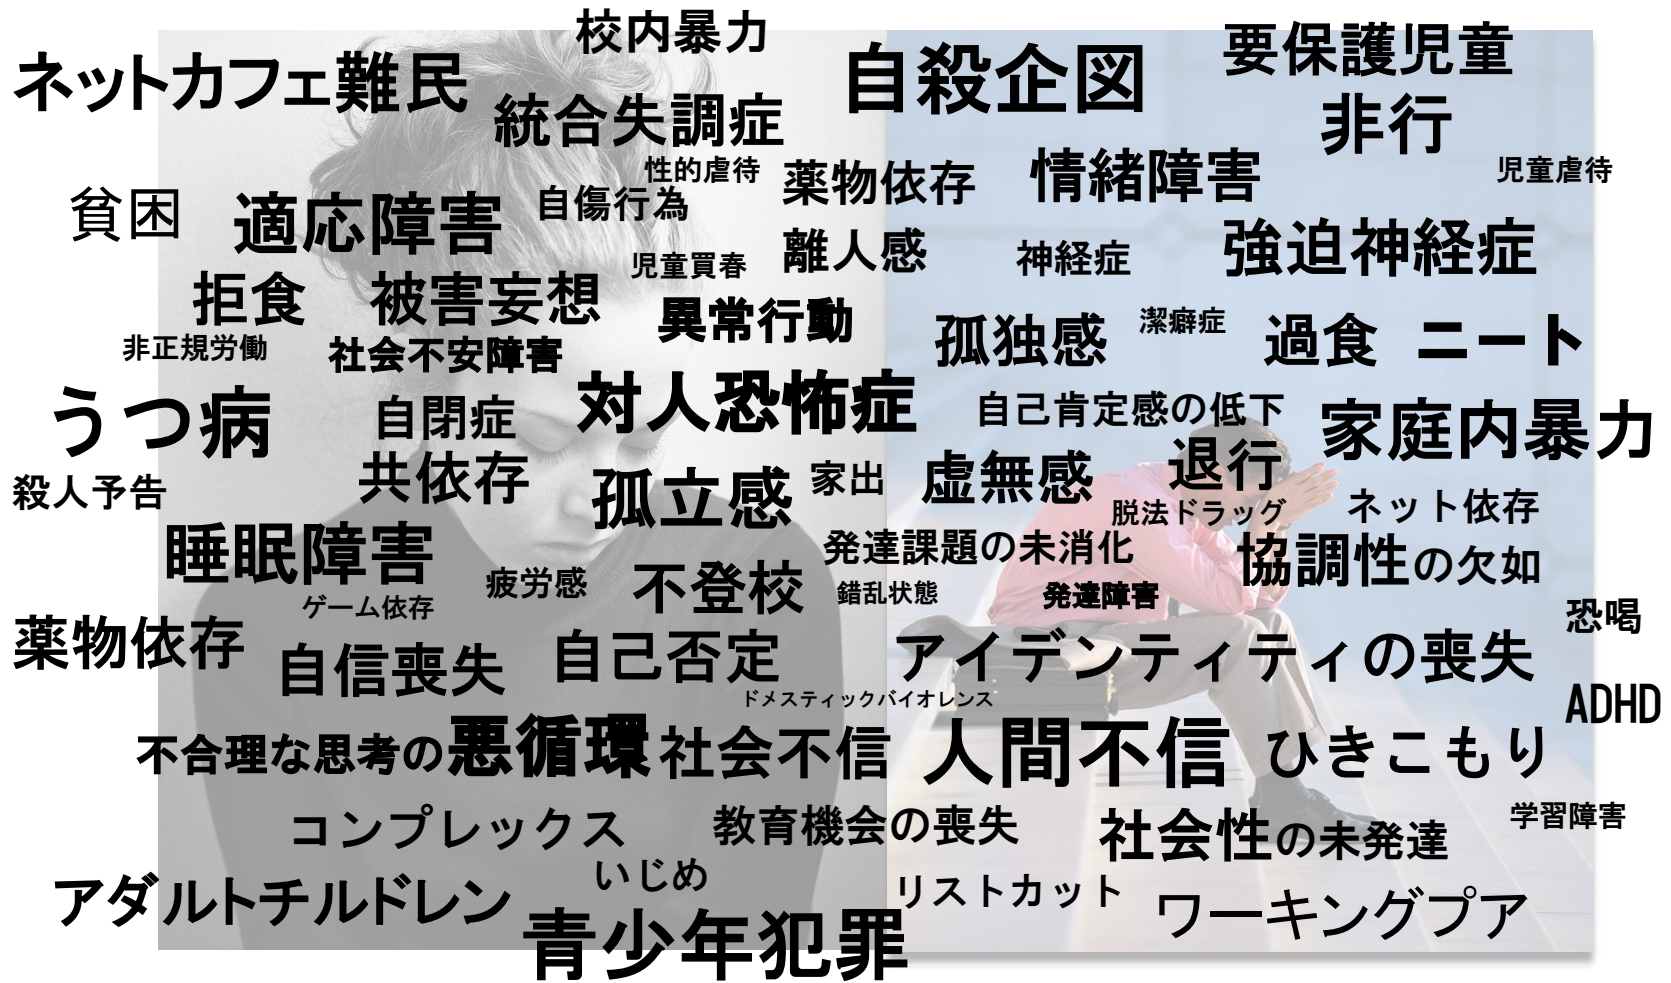 校内暴力
ネットカフェ難民
自殺企図
要保護児童
統合失調症
非行
性的虐待
薬物依存
情緒障害
児童虐待
貧困
適応障害
自傷行為
離人感
神経症
強迫神経症
児童買春
拒食
被害妄想
異常行動
孤独感
潔癖症
過食
ニート
非正規労働
社会不安障害
うつ病
自閉症
対人恐怖症
自己肯定感の低下
家庭内暴力
殺人予告
共依存
孤立感
家出
虚無感
退行
脱法ドラッグ
ネット依存
睡眠障害
疲労感
不登校
発達課題の未消化
協調性の欠如
ゲーム依存
錯乱状態
発達障害
恐喝
薬物依存
自信喪失
自己否定
アイデンティティの喪失
ドメスティックバイオレンス
ADHD
不合理な思考の悪循環
社会不信
人間不信
ひきこもり
コンプレックス
教育機会の喪失
社会性の未発達
学習障害
いじめ
アダルトチルドレン
リストカット
ワーキングプア
青少年犯罪